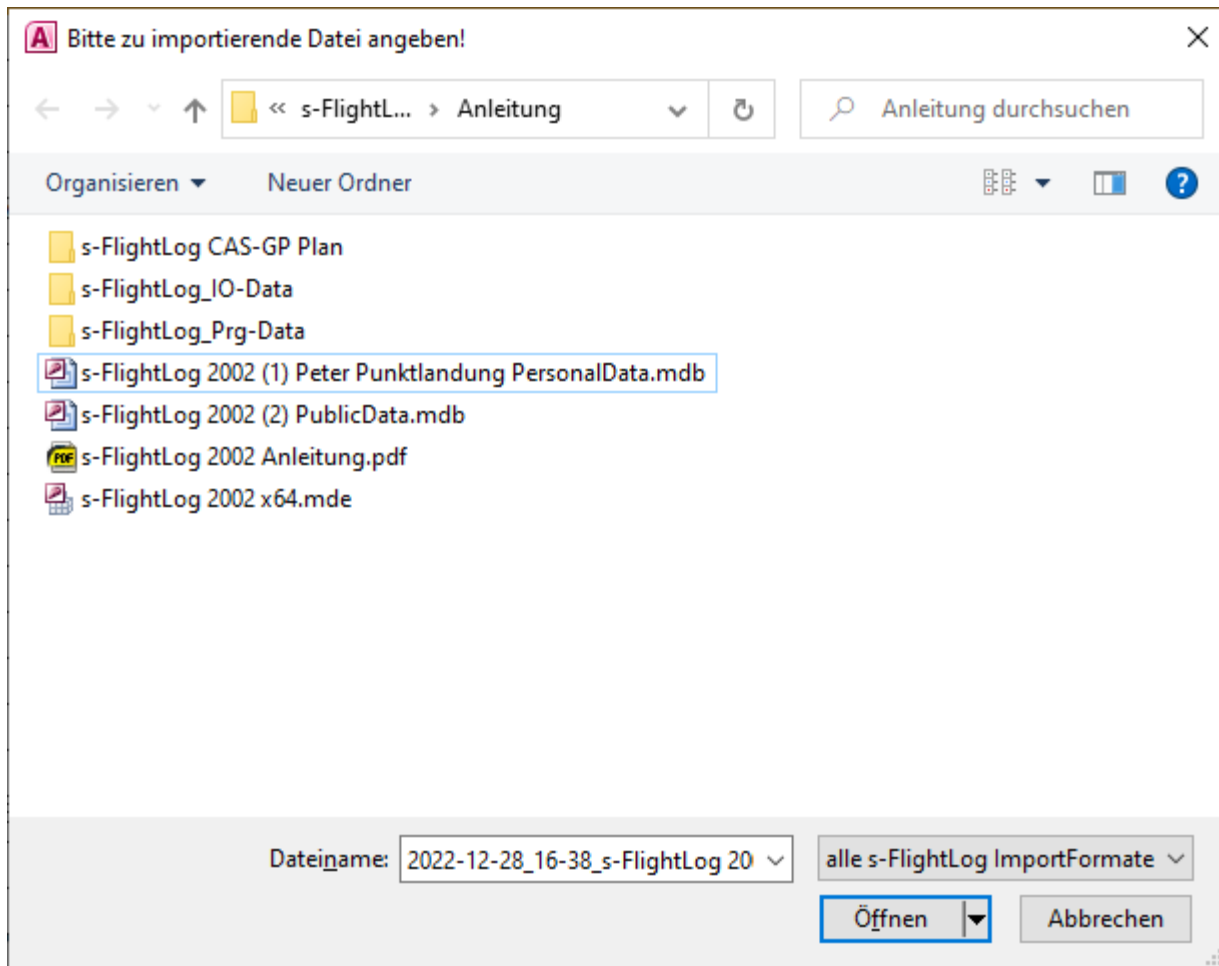 Bitte zu importierende Datei angeben!
« s-FlightL... › Anleitung
Anleitung durchsuchen
Organisieren
Neuer Ordner
s-FlightLog CAS-GP Plan
s-FlightLog_IO-Data
s-FlightLog_Prg-Data
s-FlightLog 2002 (1) Peter Punktlandung PersonalData.mdb
s-FlightLog 2002 (2) PublicData.mdb
s-FlightLog 2002 Anleitung.pdf
s-FlightLog 2002 x64.mde
Dateiname: 2022-12-28_16-38_s-FlightLog 20
alle s-FlightLog ImportFormate
Öffnen
Abbrechen